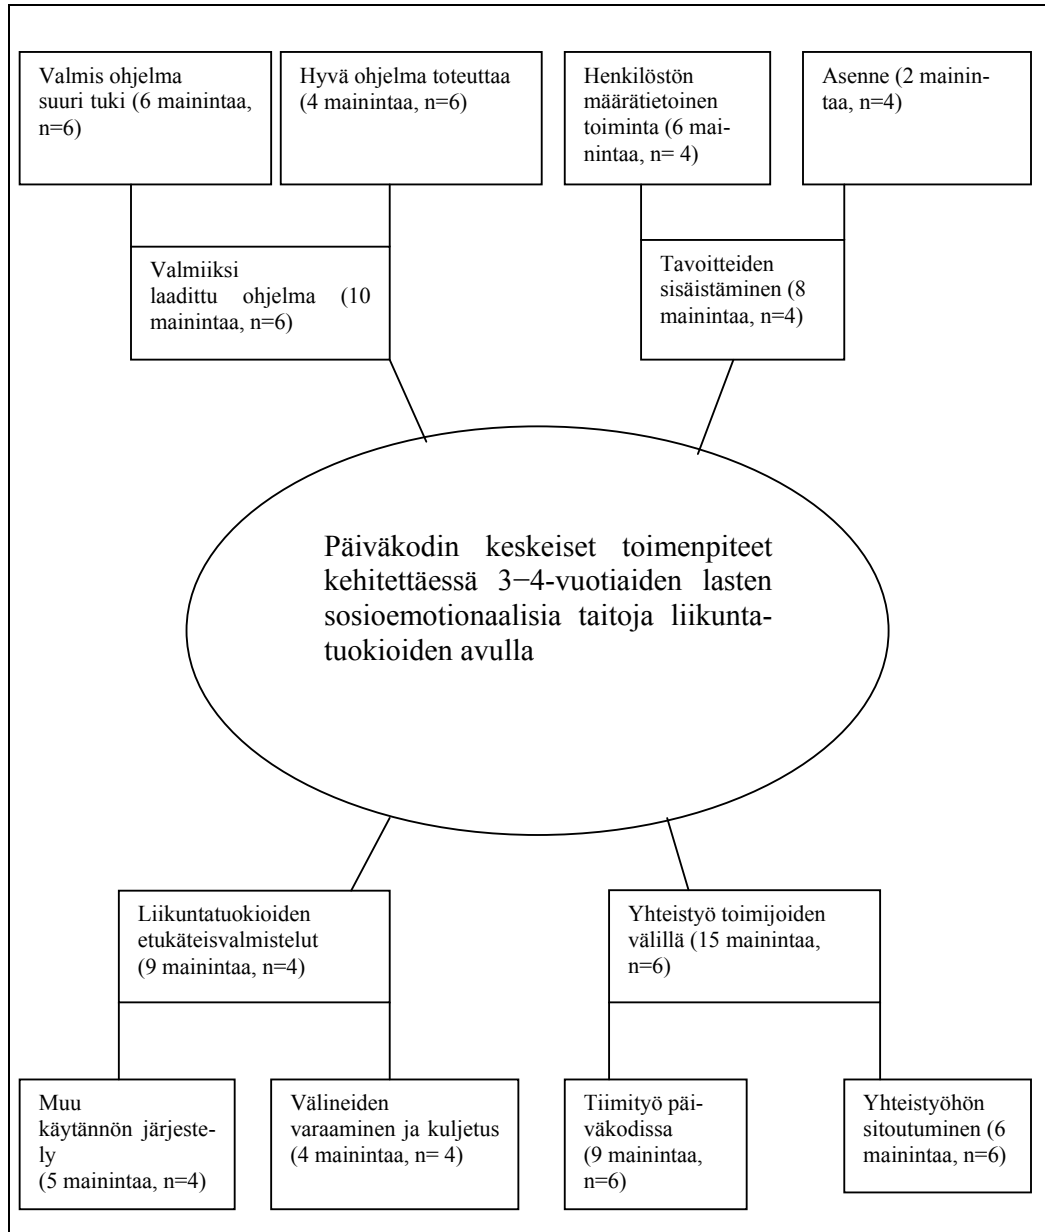 Valmis ohjelma
suuri tuki (6 mainintaa,
n=6)
Hyvä ohjelma toteuttaa
(4 mainintaa, n=6)
Henkilöstön
määrätietoinen
toiminta (6 mai-
nintaa, n= 4)
Asenne (2 mainin-
taa, n=4)
Valmiiksi
laadittu ohjelma (10
mainintaa, n=6)
Tavoitteiden
sisäistäminen (8
mainintaa, n=4)
Päiväkodin keskeiset toimenpiteet
kehitettäessä 3−4-vuotiaiden lasten
sosioemotionaalisia taitoja liikunta-
tuokioiden avulla
Liikuntatuokioiden
etukäteisvalmistelut
(9 mainintaa, n=4)
Yhteistyö toimijoiden
välillä (15 mainintaa,
n=6)
Muu
käytännön järjeste-
ly
(5 mainintaa, n=4)
Välineiden
varaaminen ja kuljetus
(4 mainintaa, n= 4)
Tiimityö päi-
väkodissa
(9 mainintaa,
n=6)
Yhteistyöhön
sitoutuminen (6
mainintaa, n=6)